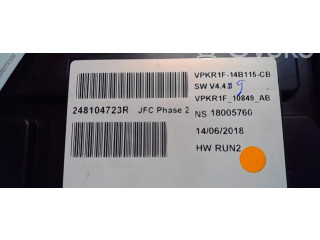 VPKR1F-14B115-CB
SW V4.4.0 9
VPKR1F_10849_AB
248104723R JFC Phase 2
NS 18005760
14/06/2018
HW RUN2